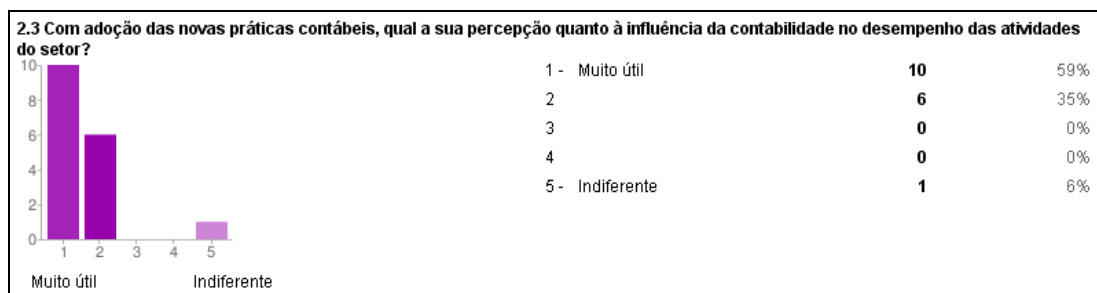 2.3 Com adoção das novas práticas contábeis, qual a sua percepção quanto à influência da contabilidade no desempenho das atividades
do setor?
10
8
6
4
2
0
1 2 3 4 5
Muito útil Indiferente
1 - Muito útil 10 59%
2 6 35%
3 0 0%
4 0 0%
5 - Indiferente 1 6%